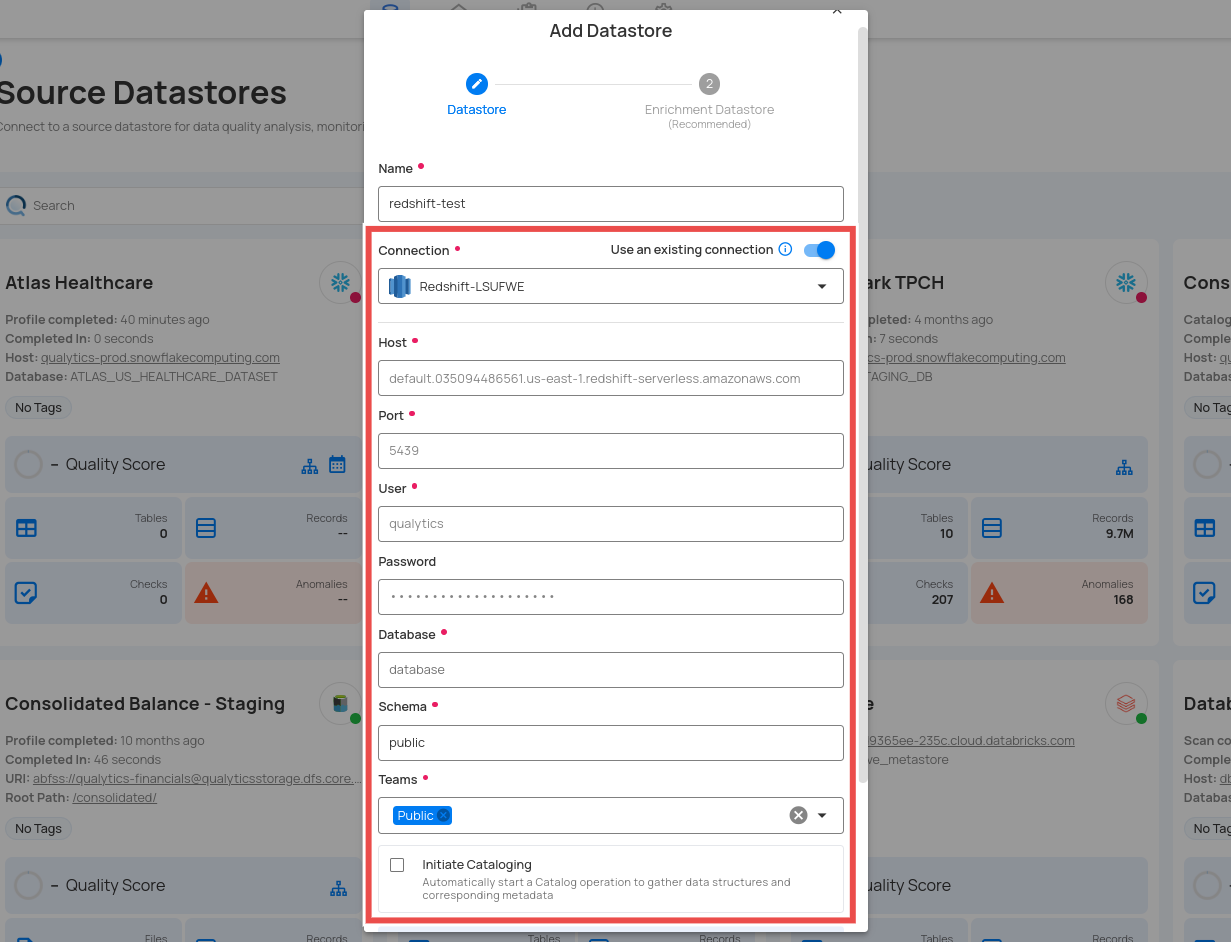 Add Datastore
Datastore
2
Enrichment Datastore
(Recommended)
Name
redshift-test
Connection
Use an existing connection
Redshift-LSUFWE
Host
default.035094486561.us-east-1.redshift-serverless.amazonaws.com
Port
5439
User
qualytics
Password
Database
database
Schema
public
Teams
Public
Initiate Cataloging
Automatically start a Catalog operation to gather data structures and
corresponding metadata
Source Datastores
Connect to a source datastore for data quality analysis, monitori
Search
Atlas Healthcare
Profile completed: 40 minutes ago
Completed In: 0 seconds
Host: qualytics-prod.snowflakecomputing.com
Database: ATLAS_US_HEALTHCARE_DATASET
No Tags
– Quality Score
Tables
0
Records
--
Checks
0
Anomalies
--
Consolidated Balance - Staging
Profile completed: 10 months ago
Completed In: 46 seconds
URI: abfss://qualytics-financials@qualyticsstorage.dfs.core....
Root Path: /consolidated/
No Tags
– Quality Score
Files
Records
ark TPCH
pleted: 4 months ago
n: 7 seconds
cs-prod.snowflakecomputing.com
TAGING_DB
uality Score
Tables
10
Records
9.7M
Checks
207
Anomalies
168
e
9365ee-235c.cloud.databricks.com
ve_metastore
uality Score
Tables
Records
Tables
Records
Cons
Catalog
Comple
Host: qu
Databas
No Tag
Datab
Scan co
Comple
Host: db
Databas
No Tag